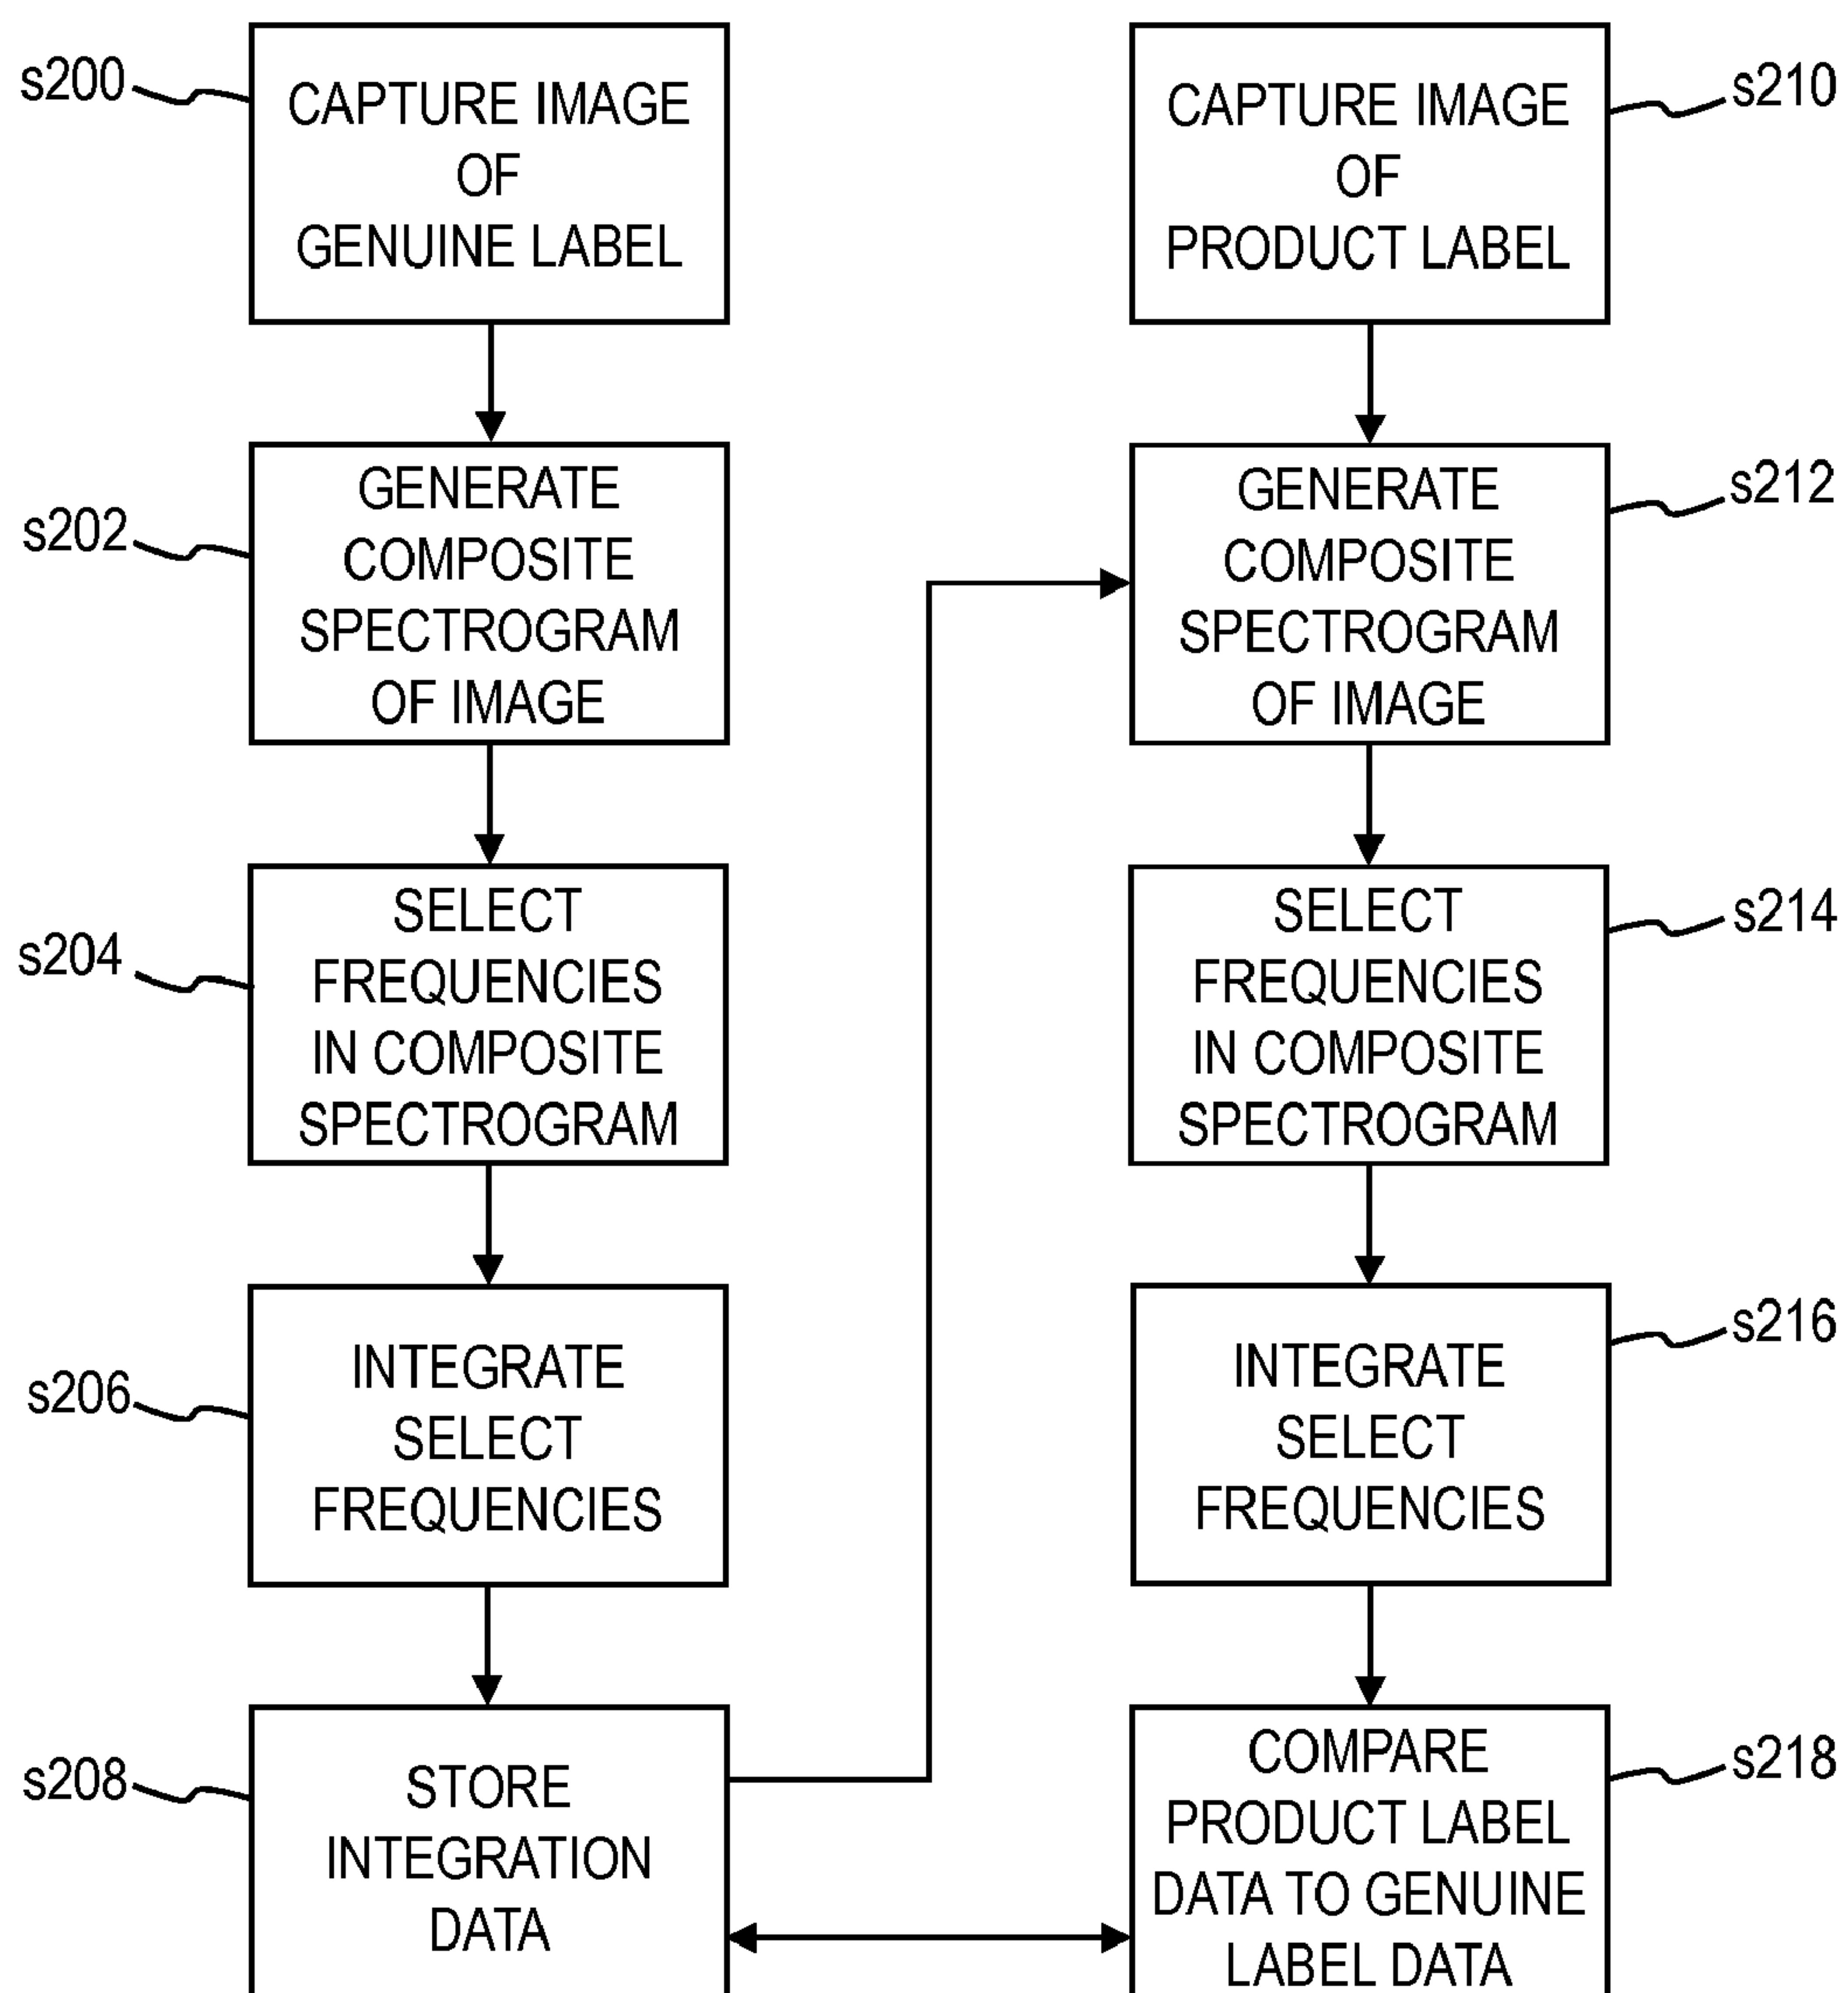 s200
CAPTURE IMAGE
OF
GENUINE LABEL
s202
GENERATE
COMPOSITE
SPECTROGRAM
OF IMAGE
s204
SELECT
FREQUENCIES
IN COMPOSITE
SPECTROGRAM
s206
INTEGRATE
SELECT
FREQUENCIES
s208
STORE
INTEGRATION
DATA
s210
CAPTURE IMAGE
OF
PRODUCT LABEL
s212
GENERATE
COMPOSITE
SPECTROGRAM
OF IMAGE
s214
SELECT
FREQUENCIES
IN COMPOSITE
SPECTROGRAM
s216
INTEGRATE
SELECT
FREQUENCIES
s218
COMPARE
PRODUCT LABEL
DATA TO GENUINE
LABEL DATA